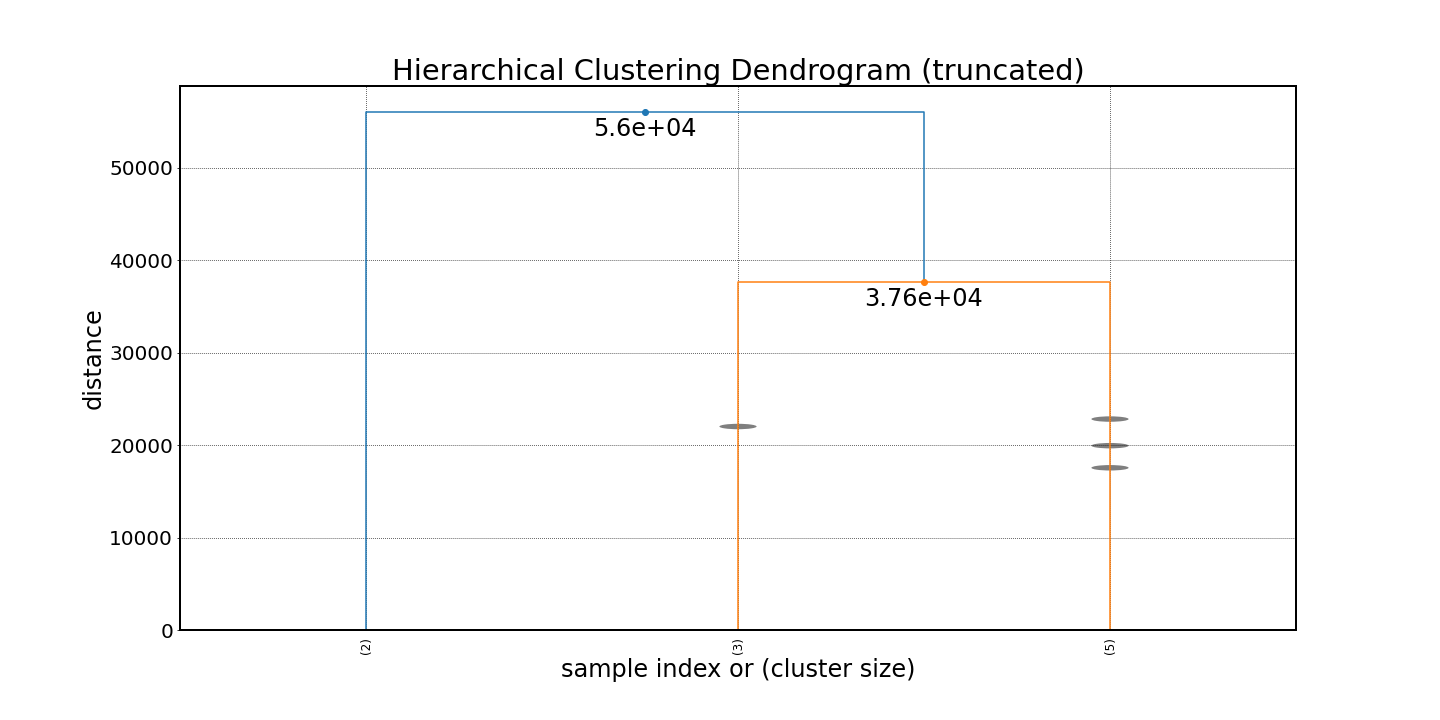 Hierarchical Clustering Dendrogram (truncated)
5.6e+04
50000
40000
3.76e+04
30000
20000
10000
0
distance
(2)
(3)
(5)
sample index or (cluster size)